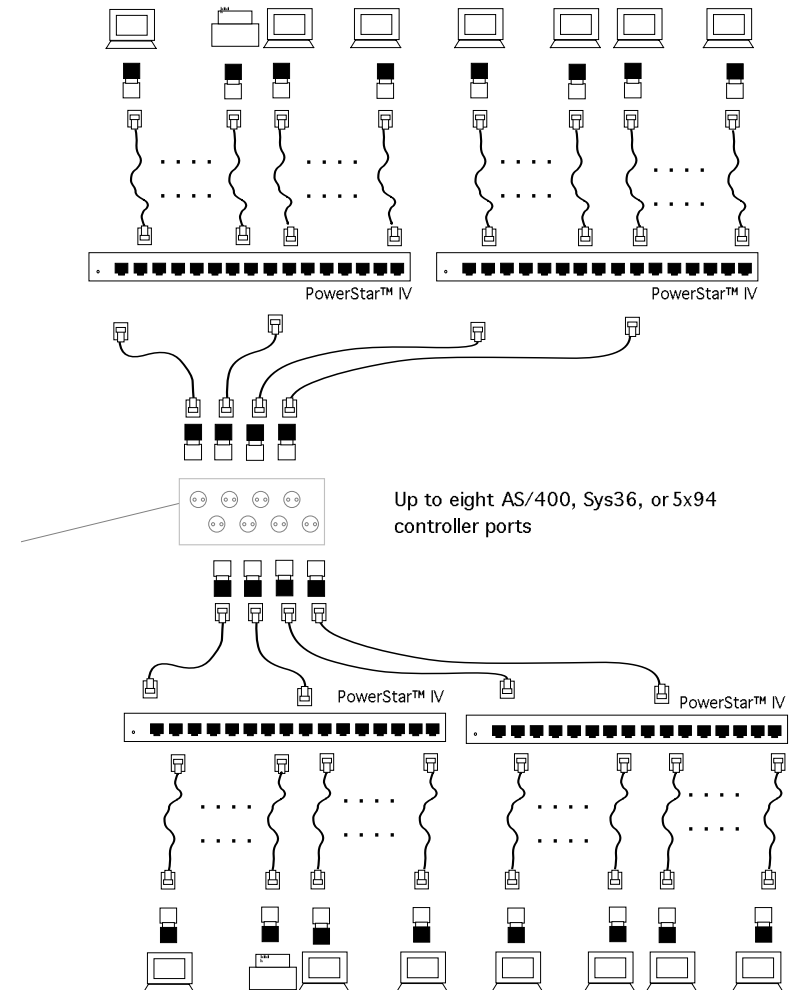 PowerStar™ IV
PowerStar™ IV
Up to eight AS/400, Sys36, or 5x94
controller ports
PowerStar™ IV
PowerStar™ IV